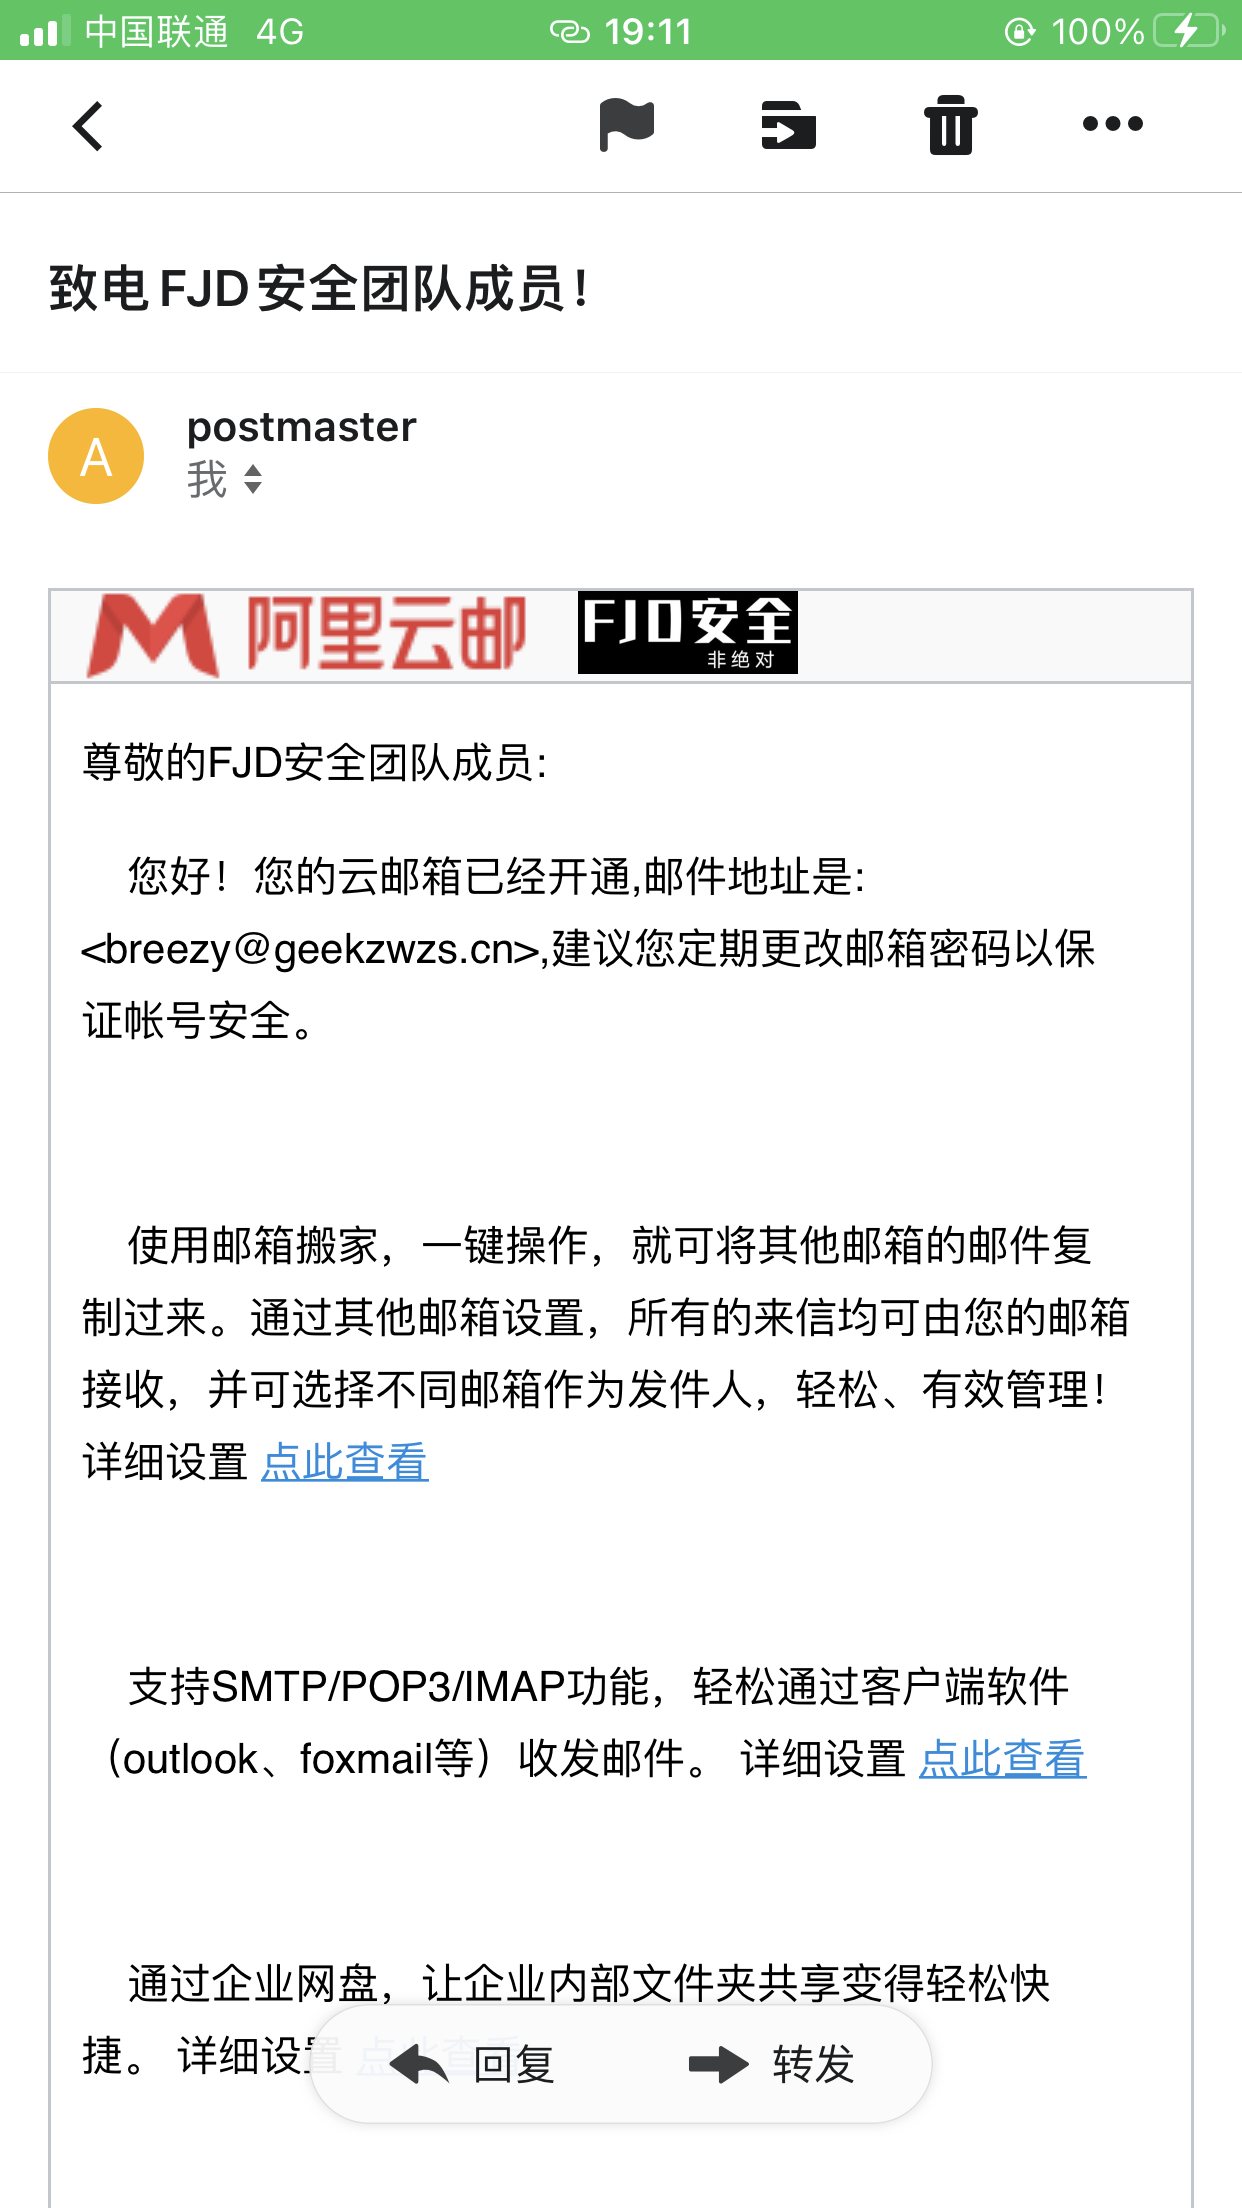 中国联通 4G 19:11 100%
致电FJD安全团队成员！
A
postmaster
我
阿里云邮 FJD安全
非绝对
尊敬的FJD安全团队成员:
您好！您的云邮箱已经开通,邮件地址是:
<breezy@geekzwzs.cn>,建议您定期更改邮箱密码以保
证帐号安全。
使用邮箱搬家，一键操作，就可将其他邮箱的邮件复
制过来。通过其他邮箱设置，所有的来信均可由您的邮箱
接收，并可选择不同邮箱作为发件人，轻松、有效管理！
详细设置 点此查看
支持SMTP/POP3/IMAP功能，轻松通过客户端软件
（outlook、foxmail等）收发邮件。 详细设置 点此查看
通过企业网盘，让企业内部文件夹共享变得轻松快
捷。 详细设置 点此查看
回复 转发